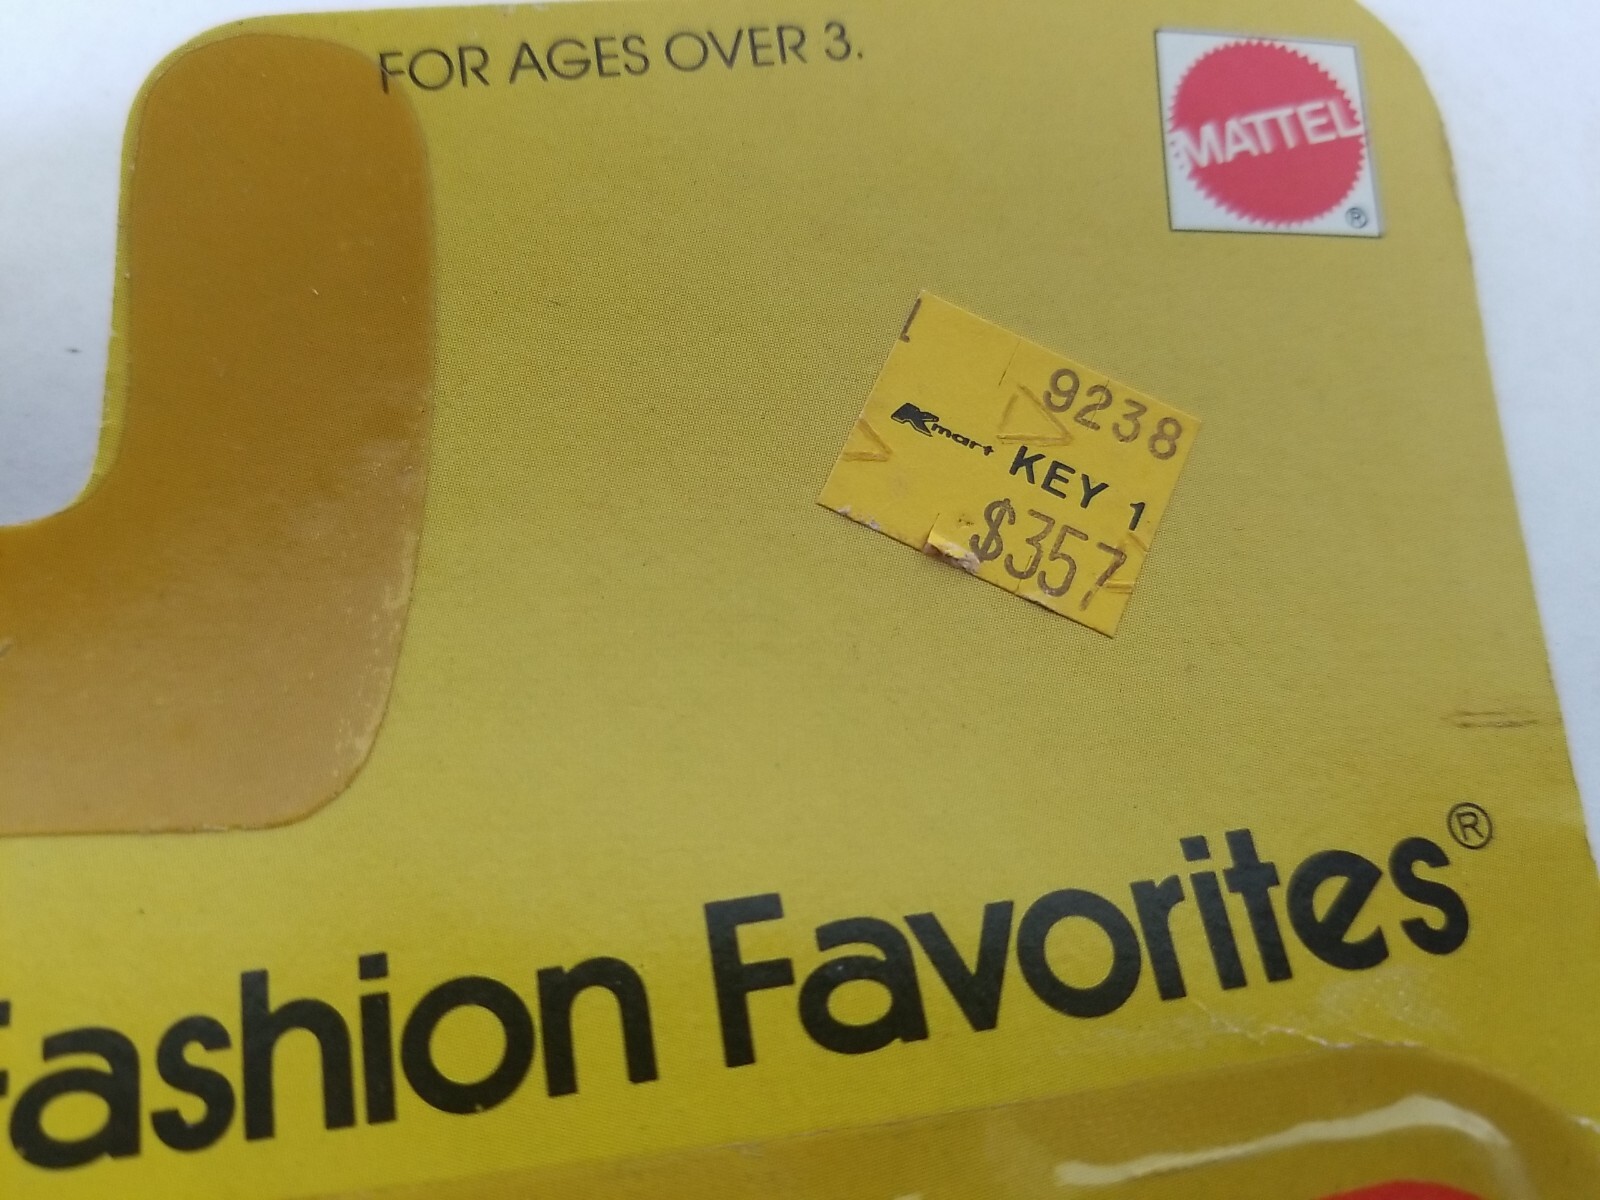 FOR AGES OVER 3.
MATTEL
®
9238
Kmart KEY 1
$357
Fashion Favorites®